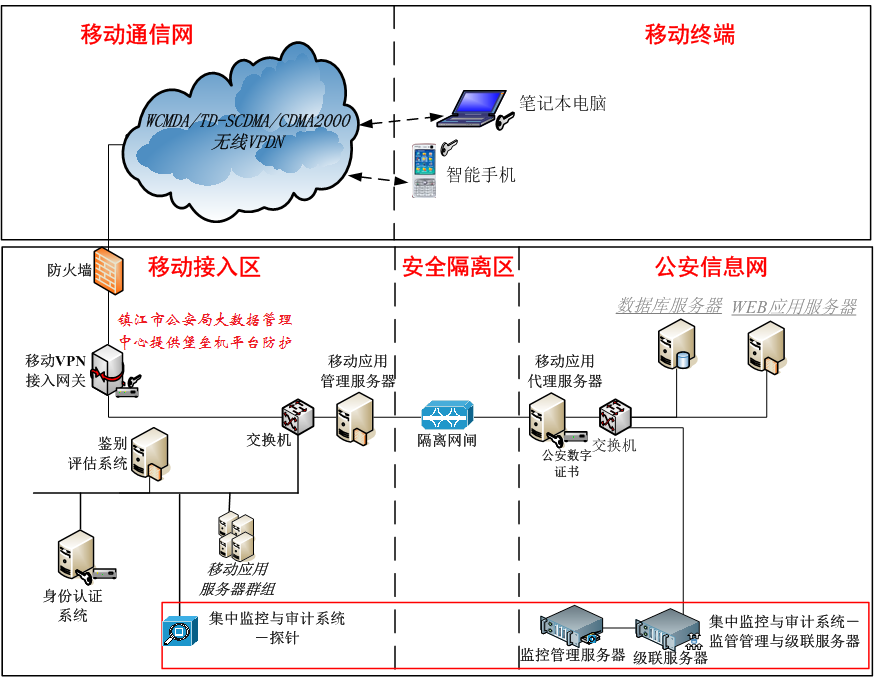 移动通信网
移动终端
WCMDA/TD-SCDMA/CDMA2000
无线VPDN
笔记本电脑
智能手机
防火墙
移动接入区
安全隔离区
公安信息网
镇江市公安局大数据管理
中心提供堡垒机平台防护
数据库服务器
WEB应用服务器
移动VPN
接入网关
移动应用
管理服务器
移动应用
代理服务器
交换机
隔离网闸
公安数字
证书
交换机
鉴别
评估系统
移动应用
服务器群组
身份认证
系统
集中监控与审计系统
－探针
监控管理服务器
级联服务器
集中监控与审计系统－
监管管理与级联服务器